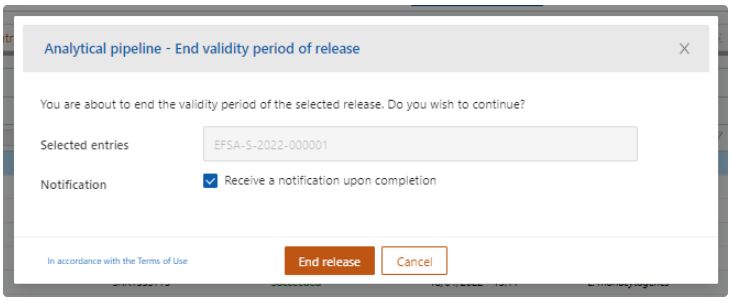 Analytical pipeline - End validity period of release
You are about to end the validity period of the selected release. Do you wish to continue?
Selected entries
EFSA-S-2022-000001
Notification
Receive a notification upon completion
In accordance with the Terms of Use
End release
Cancel